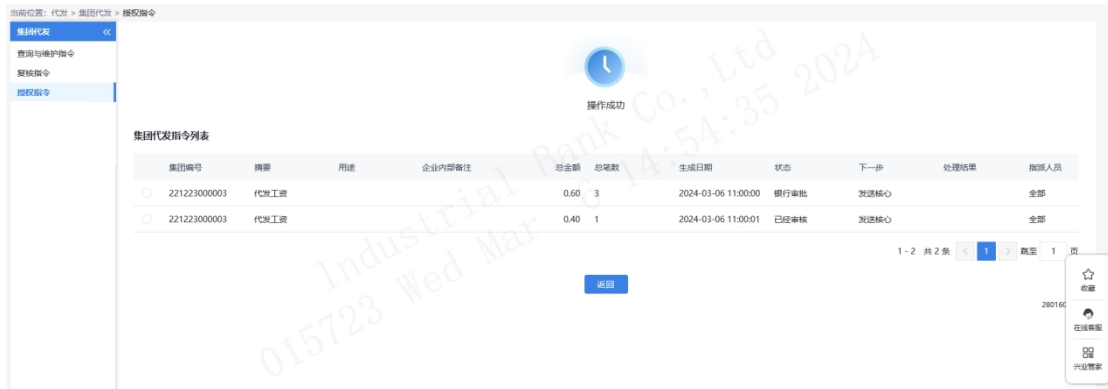 当前位置：代发 > 集团代发 > 授权指令
集团代发 «
查询与维护指令
复核指令
授权指令
操作成功
集团代发指令列表
集团编号 摘要 用途 企业内部备注 总金额 总笔数 生成日期 状态 下一步 处理结果 指派人员
221223000003 代发工资 0.60 3 2024-03-06 11:00:00 银行审批 发送核心 全部
221223000003 代发工资 0.40 1 2024-03-06 11:00:01 已经审核 发送核心 全部
1 - 2 共 2 条 < 1 > 跳至 1 页
返回
收藏
280160
在线客服
兴业管家
Industrial Bank Co., Ltd
015723 Wed Mar 6 14:54:35 2024